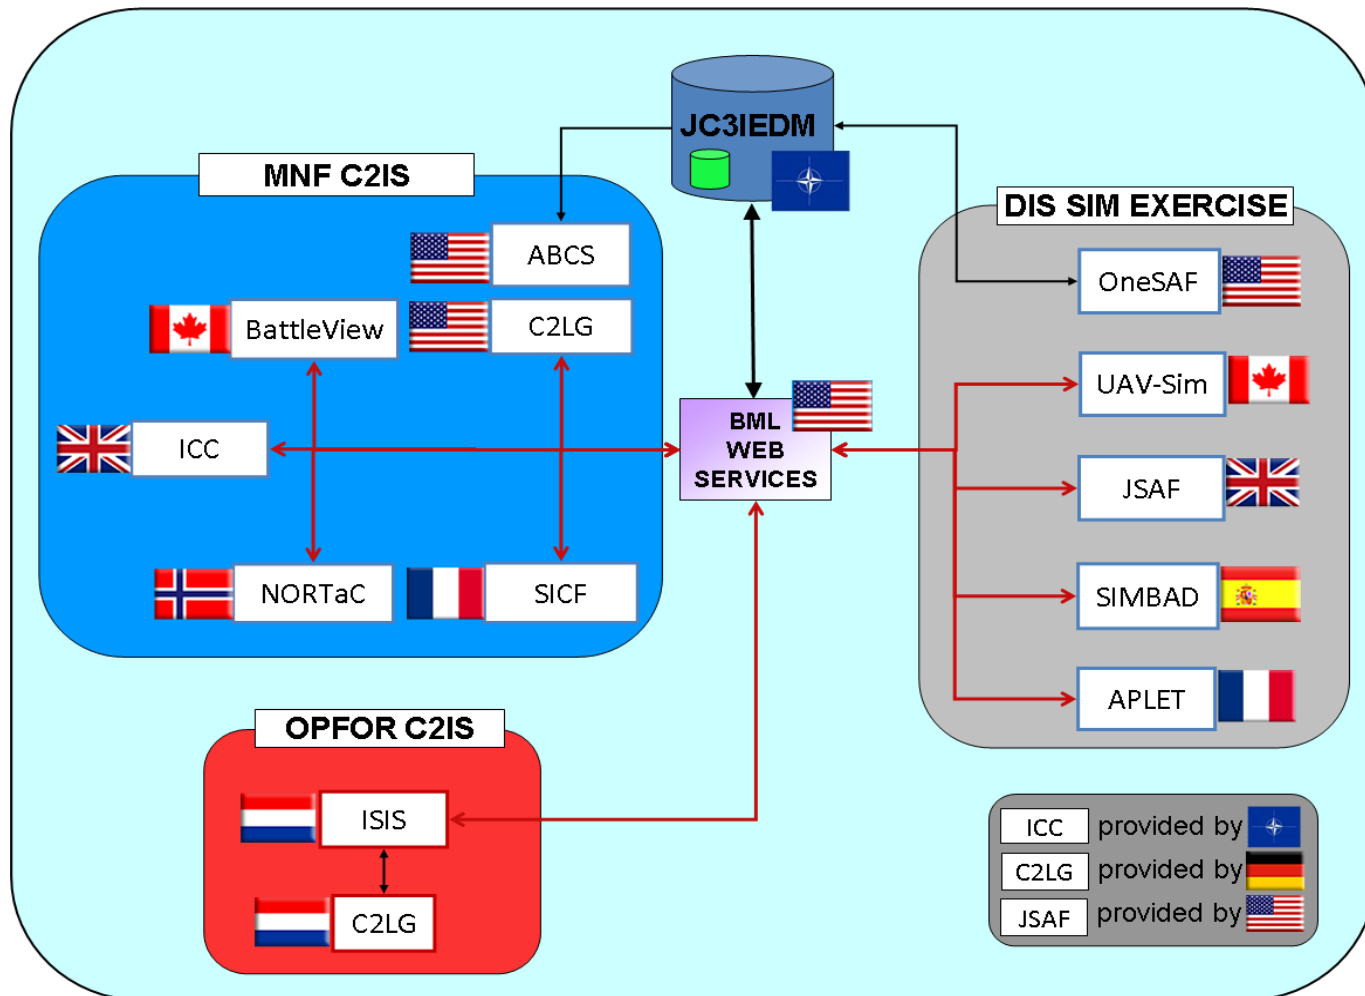 JC3IEDM
MNF C2IS
ABCS
BattleView
C2LG
ICC
NORTaC
SICF
BML
WEB
SERVICES
DIS SIM EXERCISE
OneSAF
UAV-Sim
JSAF
SIMBAD
APLET
OPFOR C2IS
ISIS
C2LG
ICC provided by
C2LG provided by
JSAF provided by